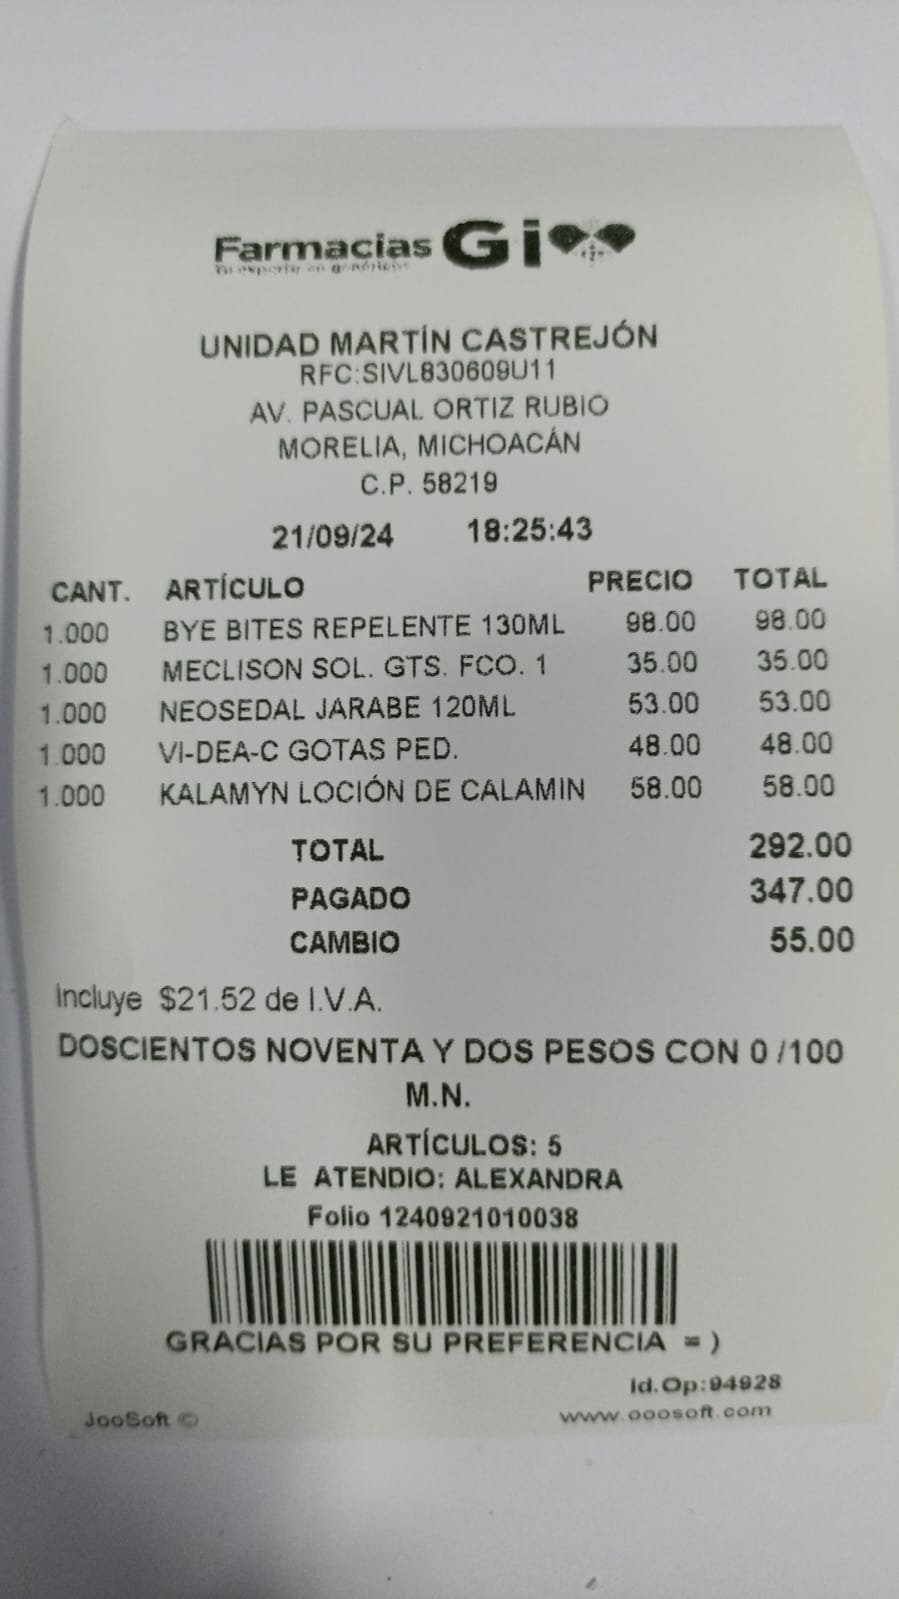 Farmacias Gi
Tu experto en genéricos
UNIDAD MARTÍN CASTREJÓN
RFC:SIVL830609U11
AV. PASCUAL ORTIZ RUBIO
MORELIA, MICHOACÁN
C.P. 58219
21/09/24 18:25:43
CANT. ARTÍCULO PRECIO TOTAL
1.000 BYE BITES REPELENTE 130ML 98.00 98.00
1.000 MECLISON SOL. GTS. FCO. 1 35.00 35.00
1.000 NEOSEDAL JARABE 120ML 53.00 53.00
1.000 VI-DEA-C GOTAS PED. 48.00 48.00
1.000 KALAMYN LOCIÓN DE CALAMIN 58.00 58.00
TOTAL 292.00
PAGADO 347.00
CAMBIO 55.00
Incluye $21.52 de I.V.A.
DOSCIENTOS NOVENTA Y DOS PESOS CON 0 /100
M.N.
ARTÍCULOS: 5
LE ATENDIO: ALEXANDRA
Folio 1240921010038
GRACIAS POR SU PREFERENCIA = )
Id.Op:94928
JooSoft © www.ooosoft.com